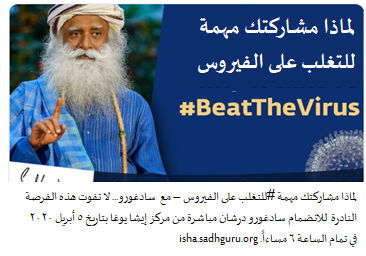 لماذا مشاركتك مهمة
للتغلب على الفيروس
#BeatTheVirus
لماذا مشاركتك مهمة #للتغلب على الفيروس – مع سادغورو... لا تفوت هذه الفرصة
النادرة للانضمام سادغورو درشان مباشرة من مركز إيشا يوغا بتاريخ ٥ أبريل ٢٠٢٠
في تمام الساعة ٦ مساءاً. isha.sadhguru.org